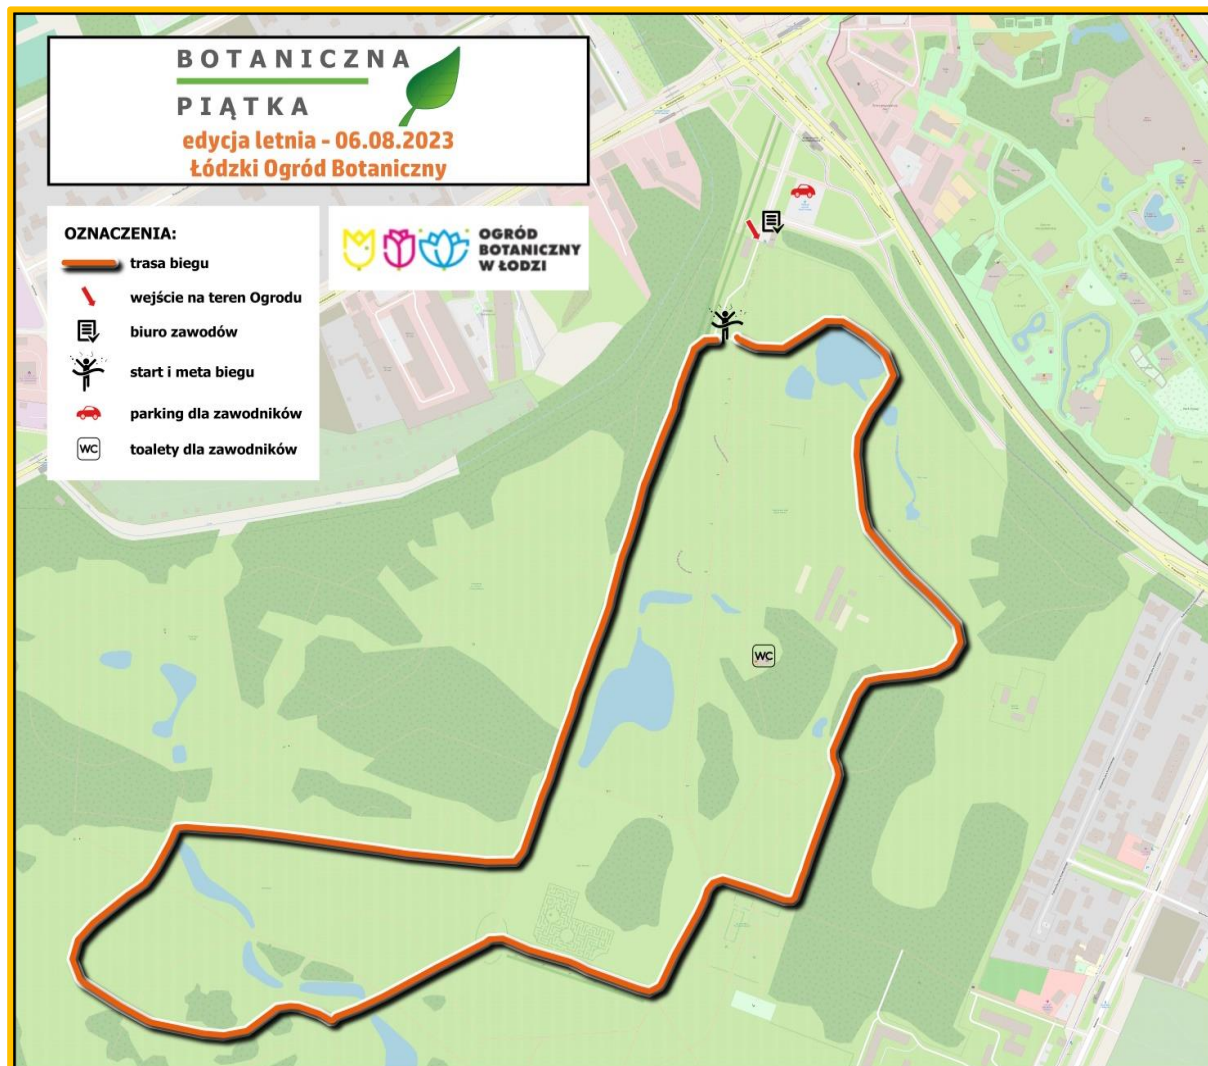 BOTANICZNA
PIĄTKA
edycja letnia - 06.08.2023
Łódzki Ogród Botaniczny
OZNACZENIA:
trasa biegu
wejście na teren Ogrodu
biuro zawodów
start i meta biegu
parking dla zawodników
WC
toalety dla zawodników
OGRÓD
BOTANICZNY
W ŁODZI
WC